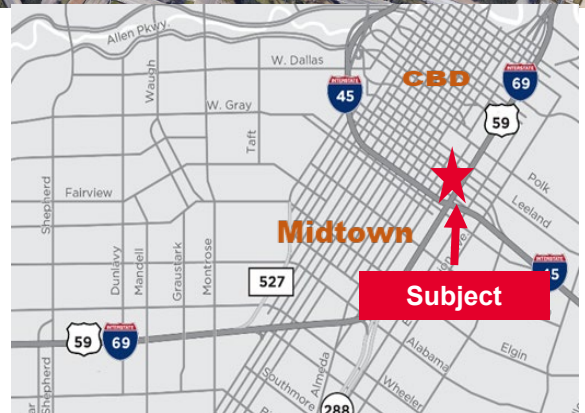 Allen Pkwy.
W. Dallas
CBD
INTERSTATE
69
INTERSTATE
45
Waugh
W. Gray
59
Taft
Polk
Shepherd
Fairview
Leeland
Midtown
Dunlavy
Mandell
Graustark
Montrose
527
INTERSTATE
45
Subject
59
INTERSTATE
69
Shepherd
Alabama
Elgin
Southmore
Almeda
Wheeler
288